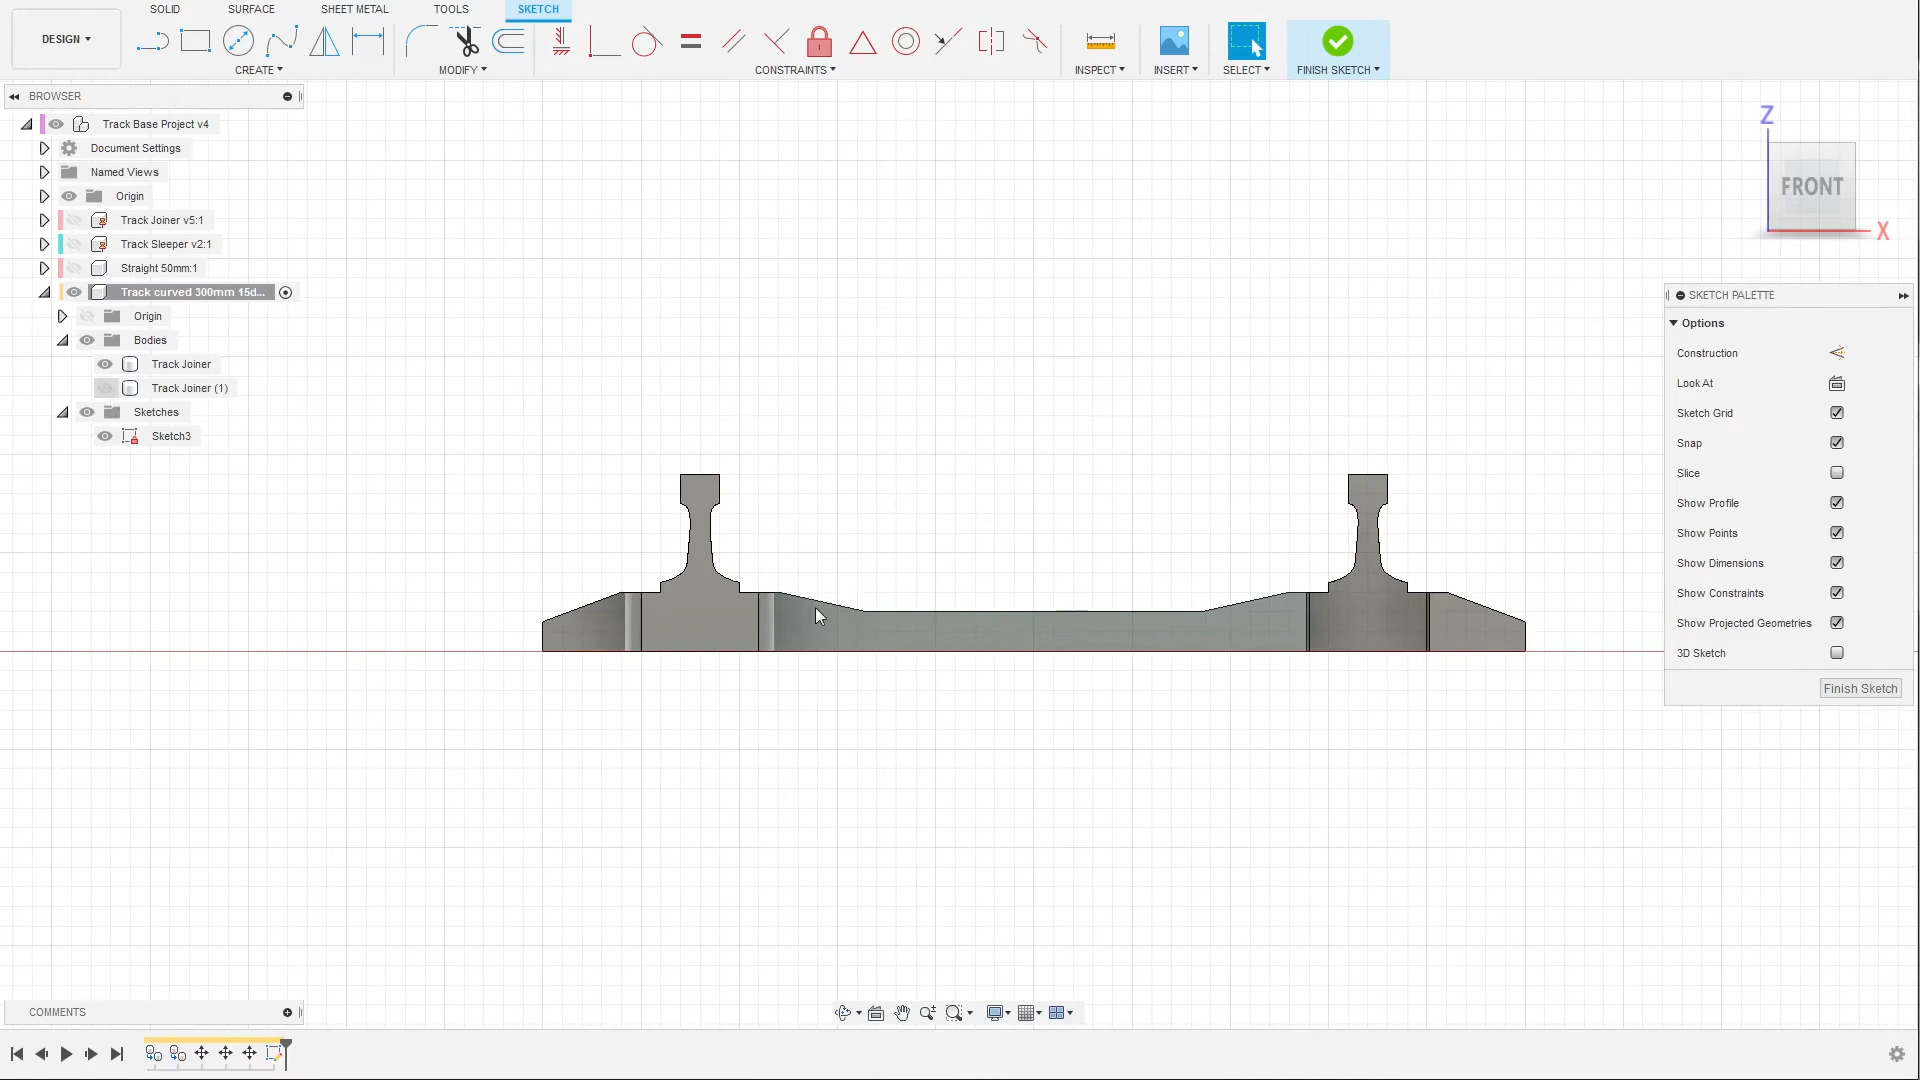 DESIGN
SOLID SURFACE SHEET METAL TOOLS SKETCH
CREATE MODIFY CONSTRAINTS INSPECT INSERT SELECT FINISH SKETCH
BROWSER
Track Base Project v4
Document Settings
Named Views
Origin
Track Joiner v5:1
Track Sleeper v2:1
Straight 50mm:1
Track curved 300mm 15d...
Origin
Bodies
Track Joiner
Track Joiner (1)
Sketches
Sketch3
Z
FRONT
X
SKETCH PALETTE
Options
Construction
Look At
Sketch Grid
Snap
Slice
Show Profile
Show Points
Show Dimensions
Show Constraints
Show Projected Geometries
3D Sketch
Finish Sketch
COMMENTS